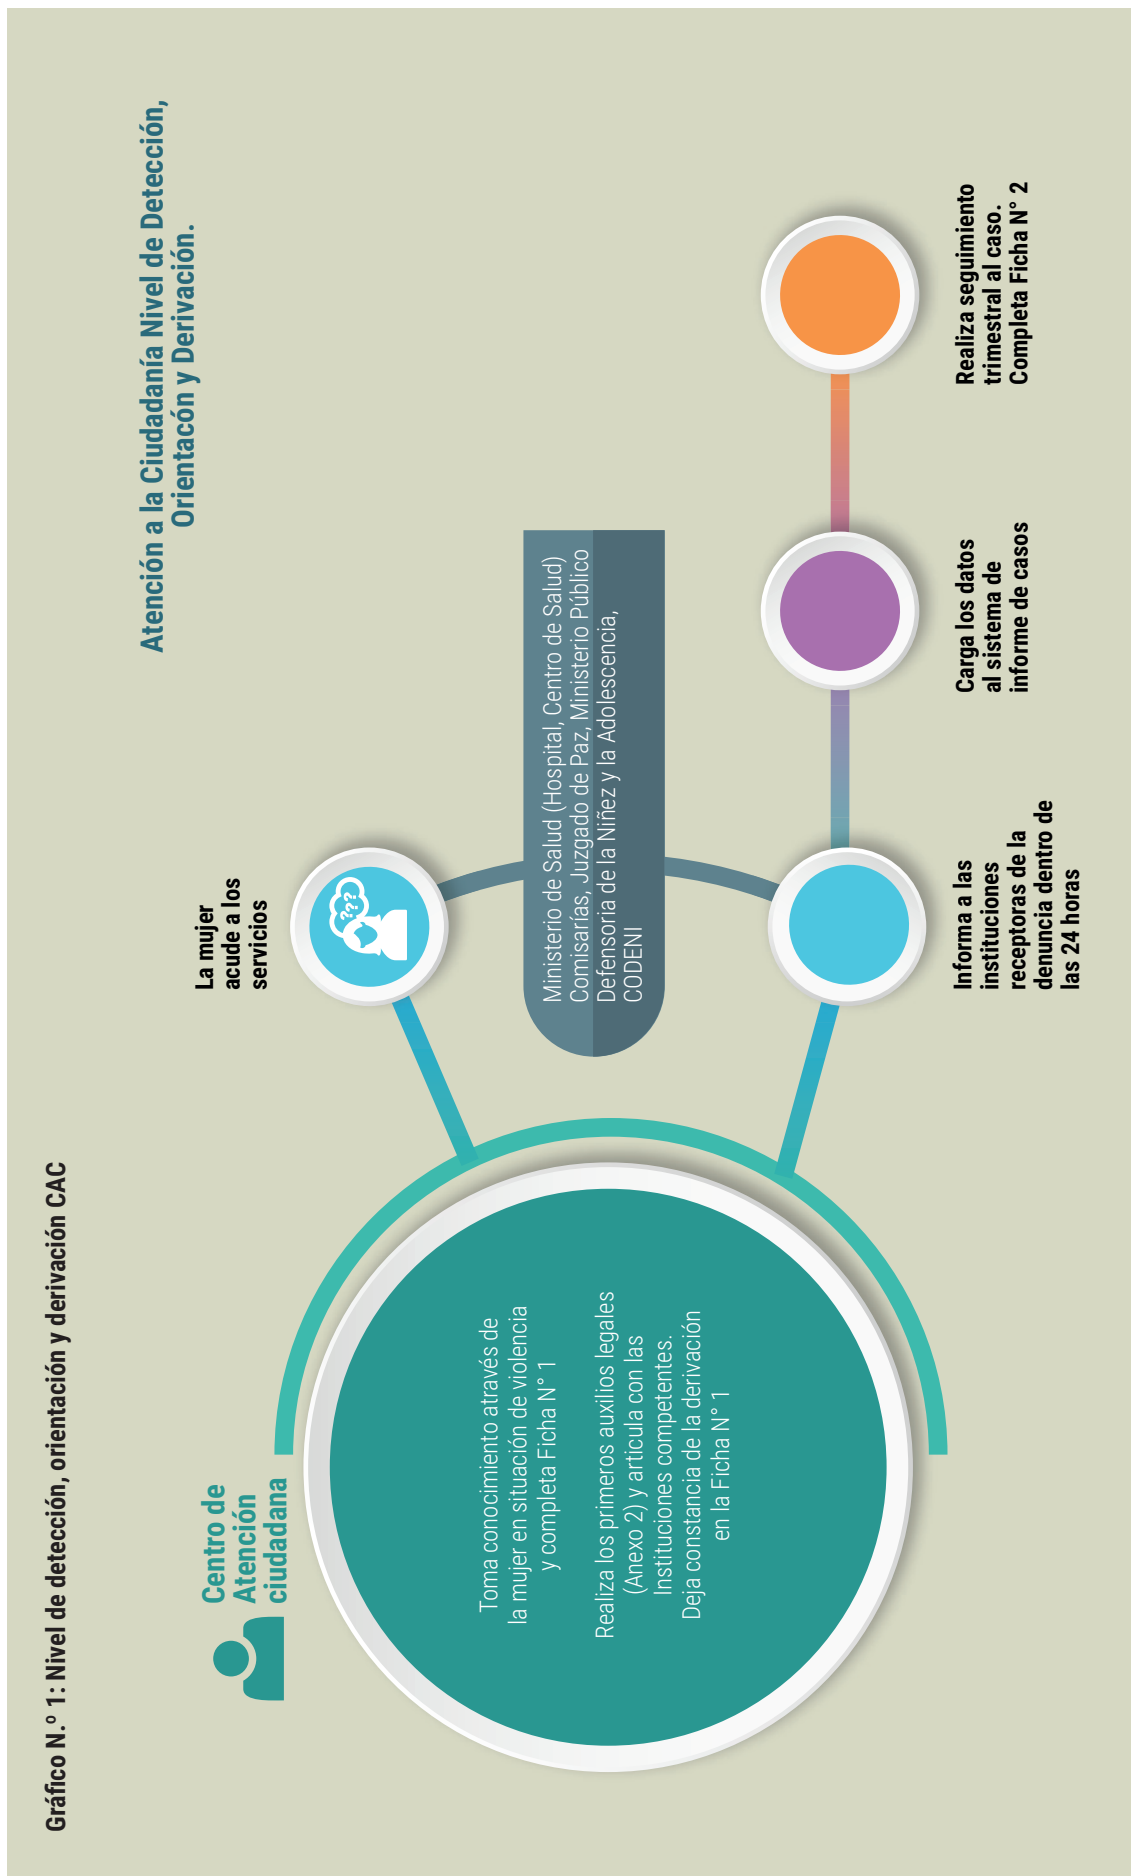 Gráfico N.º 1: Nivel de detección, orientación y derivación CAC
Atención a la Ciudadanía Nivel de Detección,
Orientacón y Derivación.
Centro de
Atención
ciudadana
Toma conocimiento através de
la mujer en situación de violencia
y completa Ficha N° 1
Realiza los primeros auxilios legales
(Anexo 2) y articula con las
Instituciones competentes.
Deja constancia de la derivación
en la Ficha N° 1
La mujer
acude a los
servicios
???
Ministerio de Salud (Hospital, Centro de Salud)
Comisarías, Juzgado de Paz, Ministerio Público
Defensoria de la Niñez y la Adolescencia,
CODENI
Informa a las
instituciones
receptoras de la
denuncia dentro de
las 24 horas
Carga los datos
al sistema de
informe de casos
Realiza seguimiento
trimestral al caso.
Completa Ficha N° 2